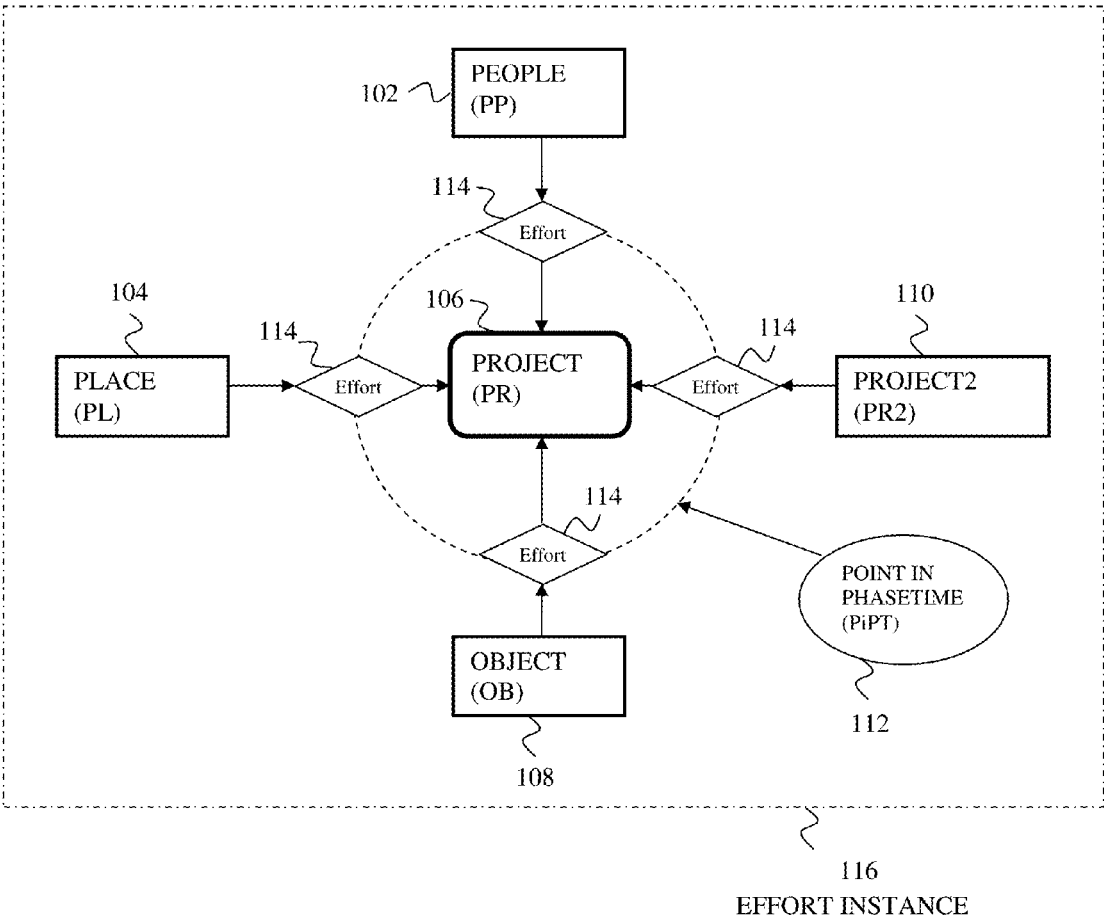 PEOPLE
(PP)
102
114
Effort
104
106
110
114
114
PLACE
(PL)
Effort
PROJECT
(PR)
Effort
PROJECT2
(PR2)
114
Effort
POINT IN
PHASETIME
(PiPT)
OBJECT
(OB)
112
108
116
EFFORT INSTANCE